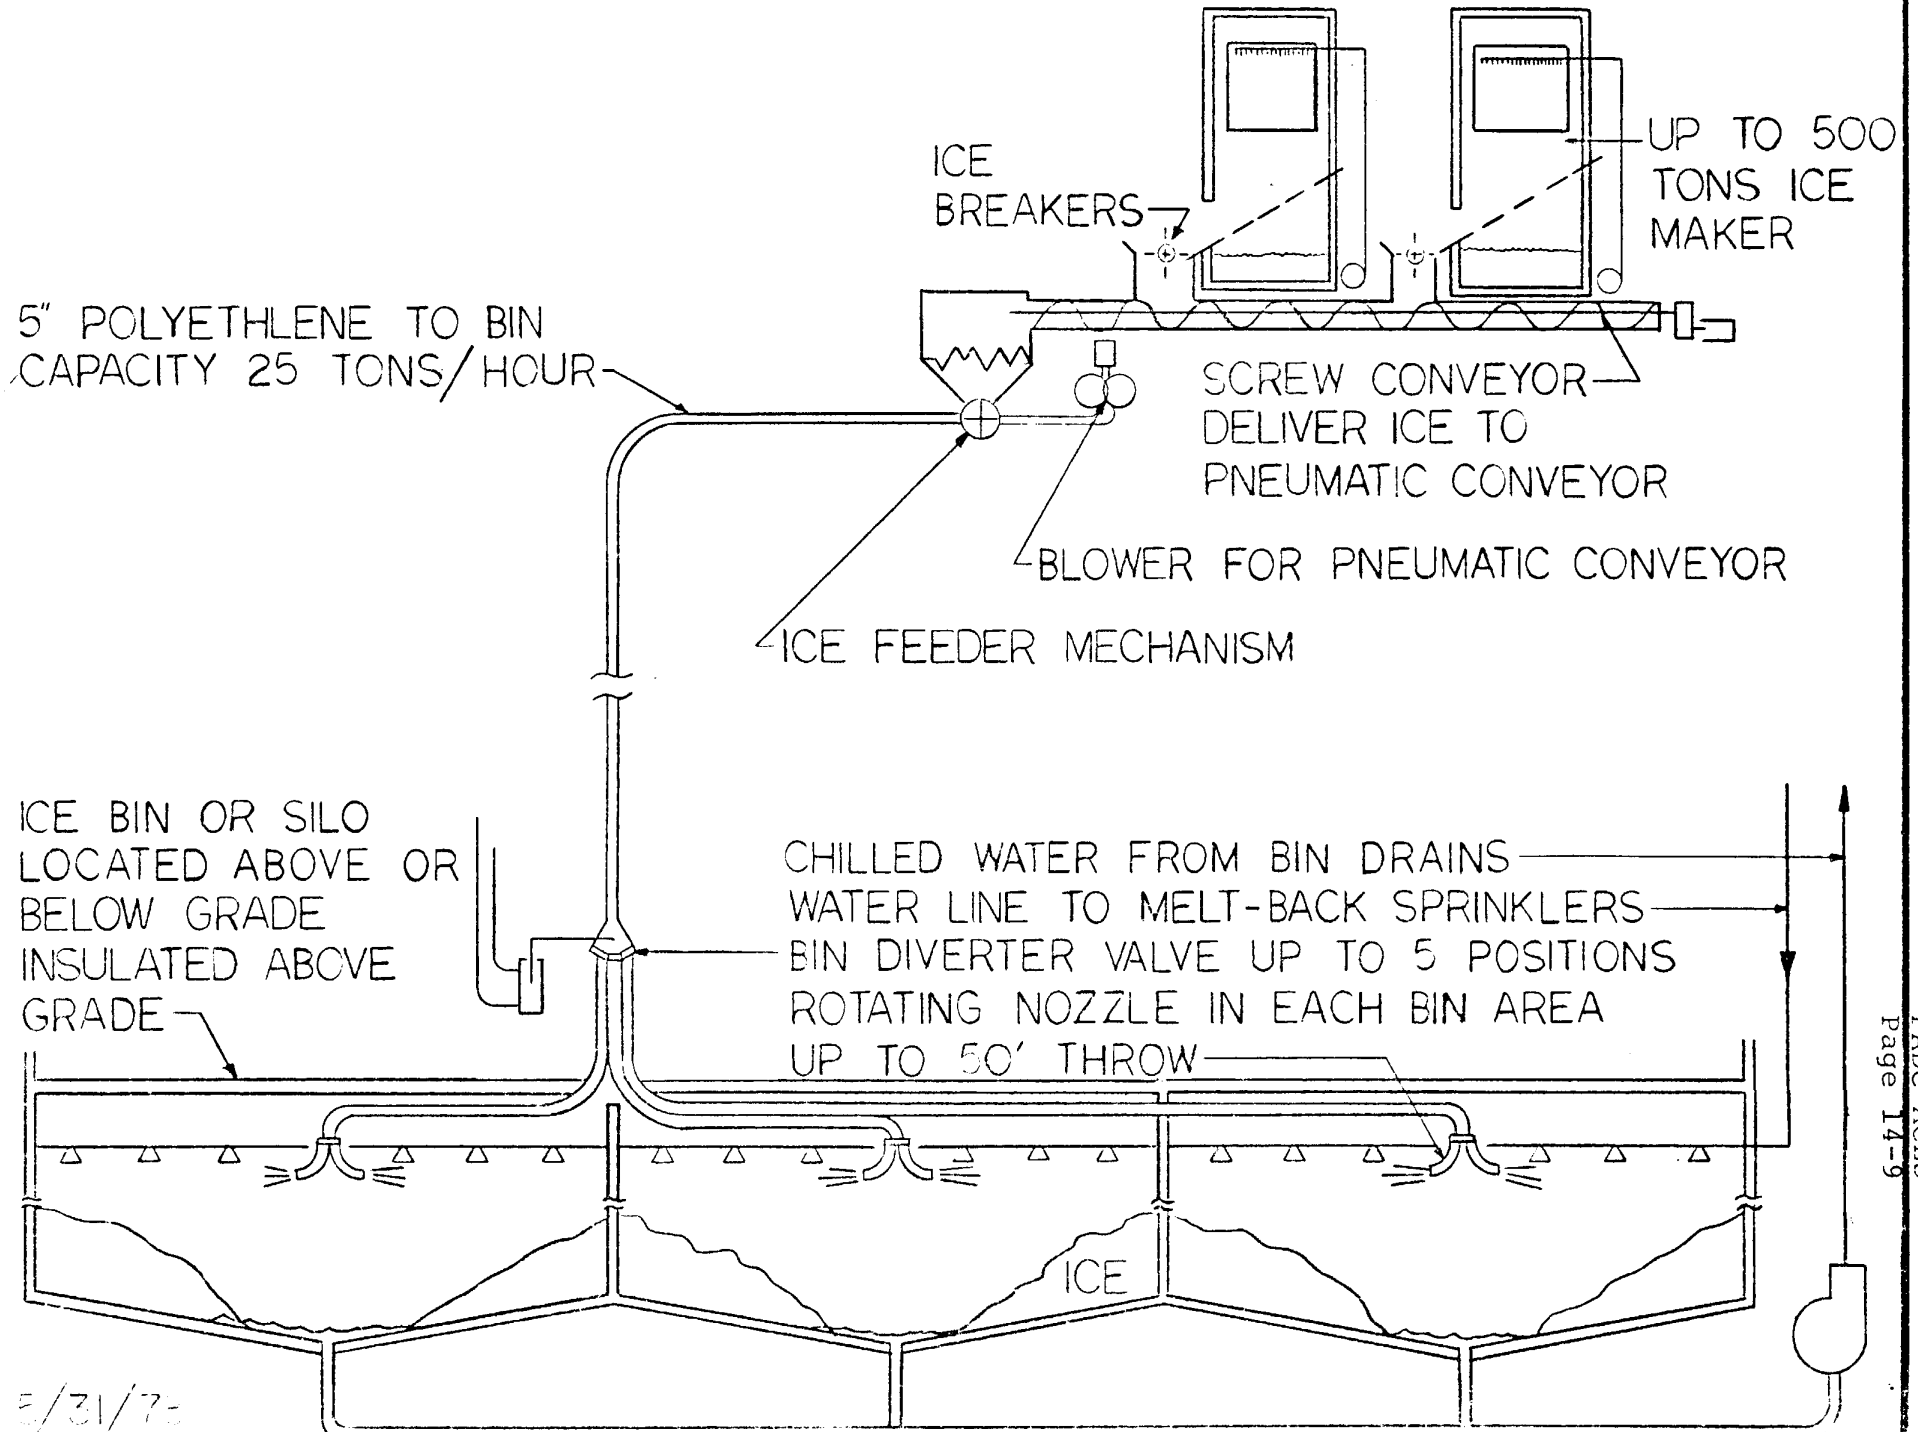 ICE
BREAKERS
UP TO 500
TONS ICE
MAKER
5" POLYETHLENE TO BIN
CAPACITY 25 TONS/HOUR
SCREW CONVEYOR
DELIVER ICE TO
PNEUMATIC CONVEYOR
BLOWER FOR PNEUMATIC CONVEYOR
ICE FEEDER MECHANISM
ICE BIN OR SILO
LOCATED ABOVE OR
BELOW GRADE
INSULATED ABOVE
GRADE
CHILLED WATER FROM BIN DRAINS
WATER LINE TO MELT-BACK SPRINKLERS
BIN DIVERTER VALVE UP TO 5 POSITIONS
ROTATING NOZZLE IN EACH BIN AREA
UP TO 50' THROW
ICE
Page 14-9